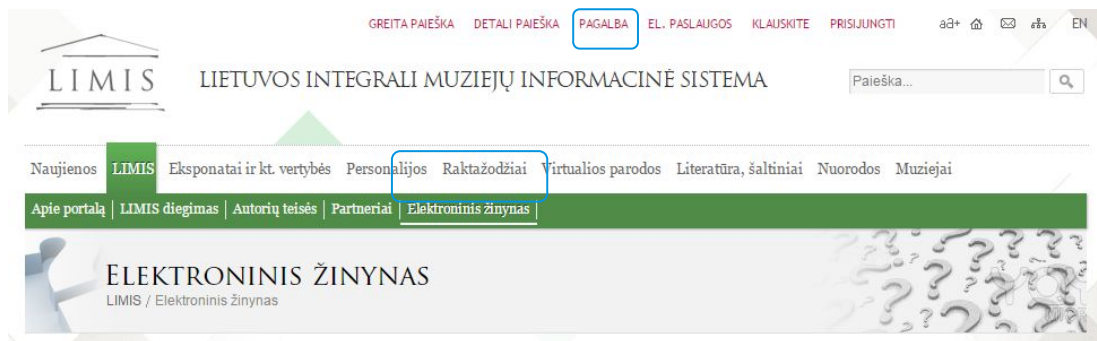 GREITA PAIEŠKA DETALI PAIEŠKA PAGALBA EL. PASLAUGOS KLAUSKITE PRISIJUNGTI aa+ EN
LIMIS
LIETUVOS INTEGRALI MUZIEJŲ INFORMACINĖ SISTEMA
Paieška...
Naujienos LIMIS Eksponatai ir kt. vertybės Personalijos Raktažodžiai Virtualios parodos Literatūra, šaltiniai Nuorodos Muziejai
Apie portalą | LIMIS diegimas | Autorių teisės | Partneriai | Elektroninis žinynas |
ELEKTRONINIS ŽINYNAS
LIMIS / Elektroninis žinynas